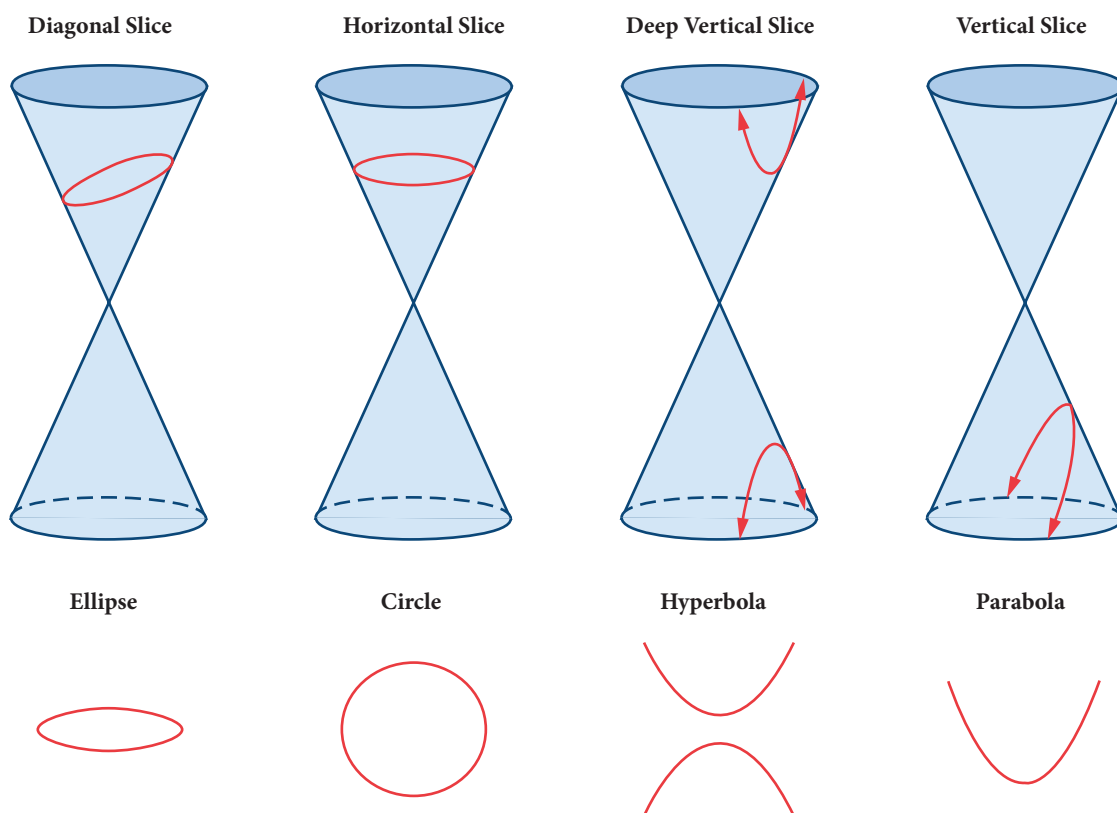 Diagonal Slice
Horizontal Slice
Deep Vertical Slice
Vertical Slice
Ellipse
Circle
Hyperbola
Parabola